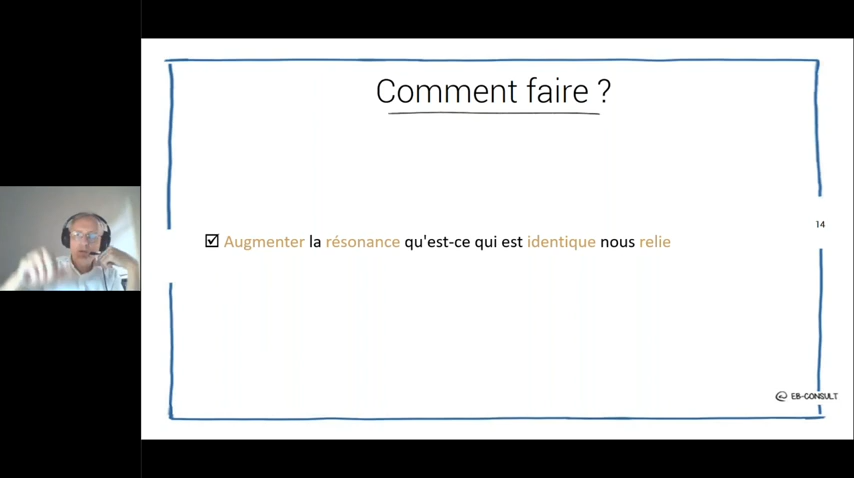 Comment faire ?
14
☑ Augmenter la résonance qu'est-ce qui est identique nous relie
@ EB-CONSULT